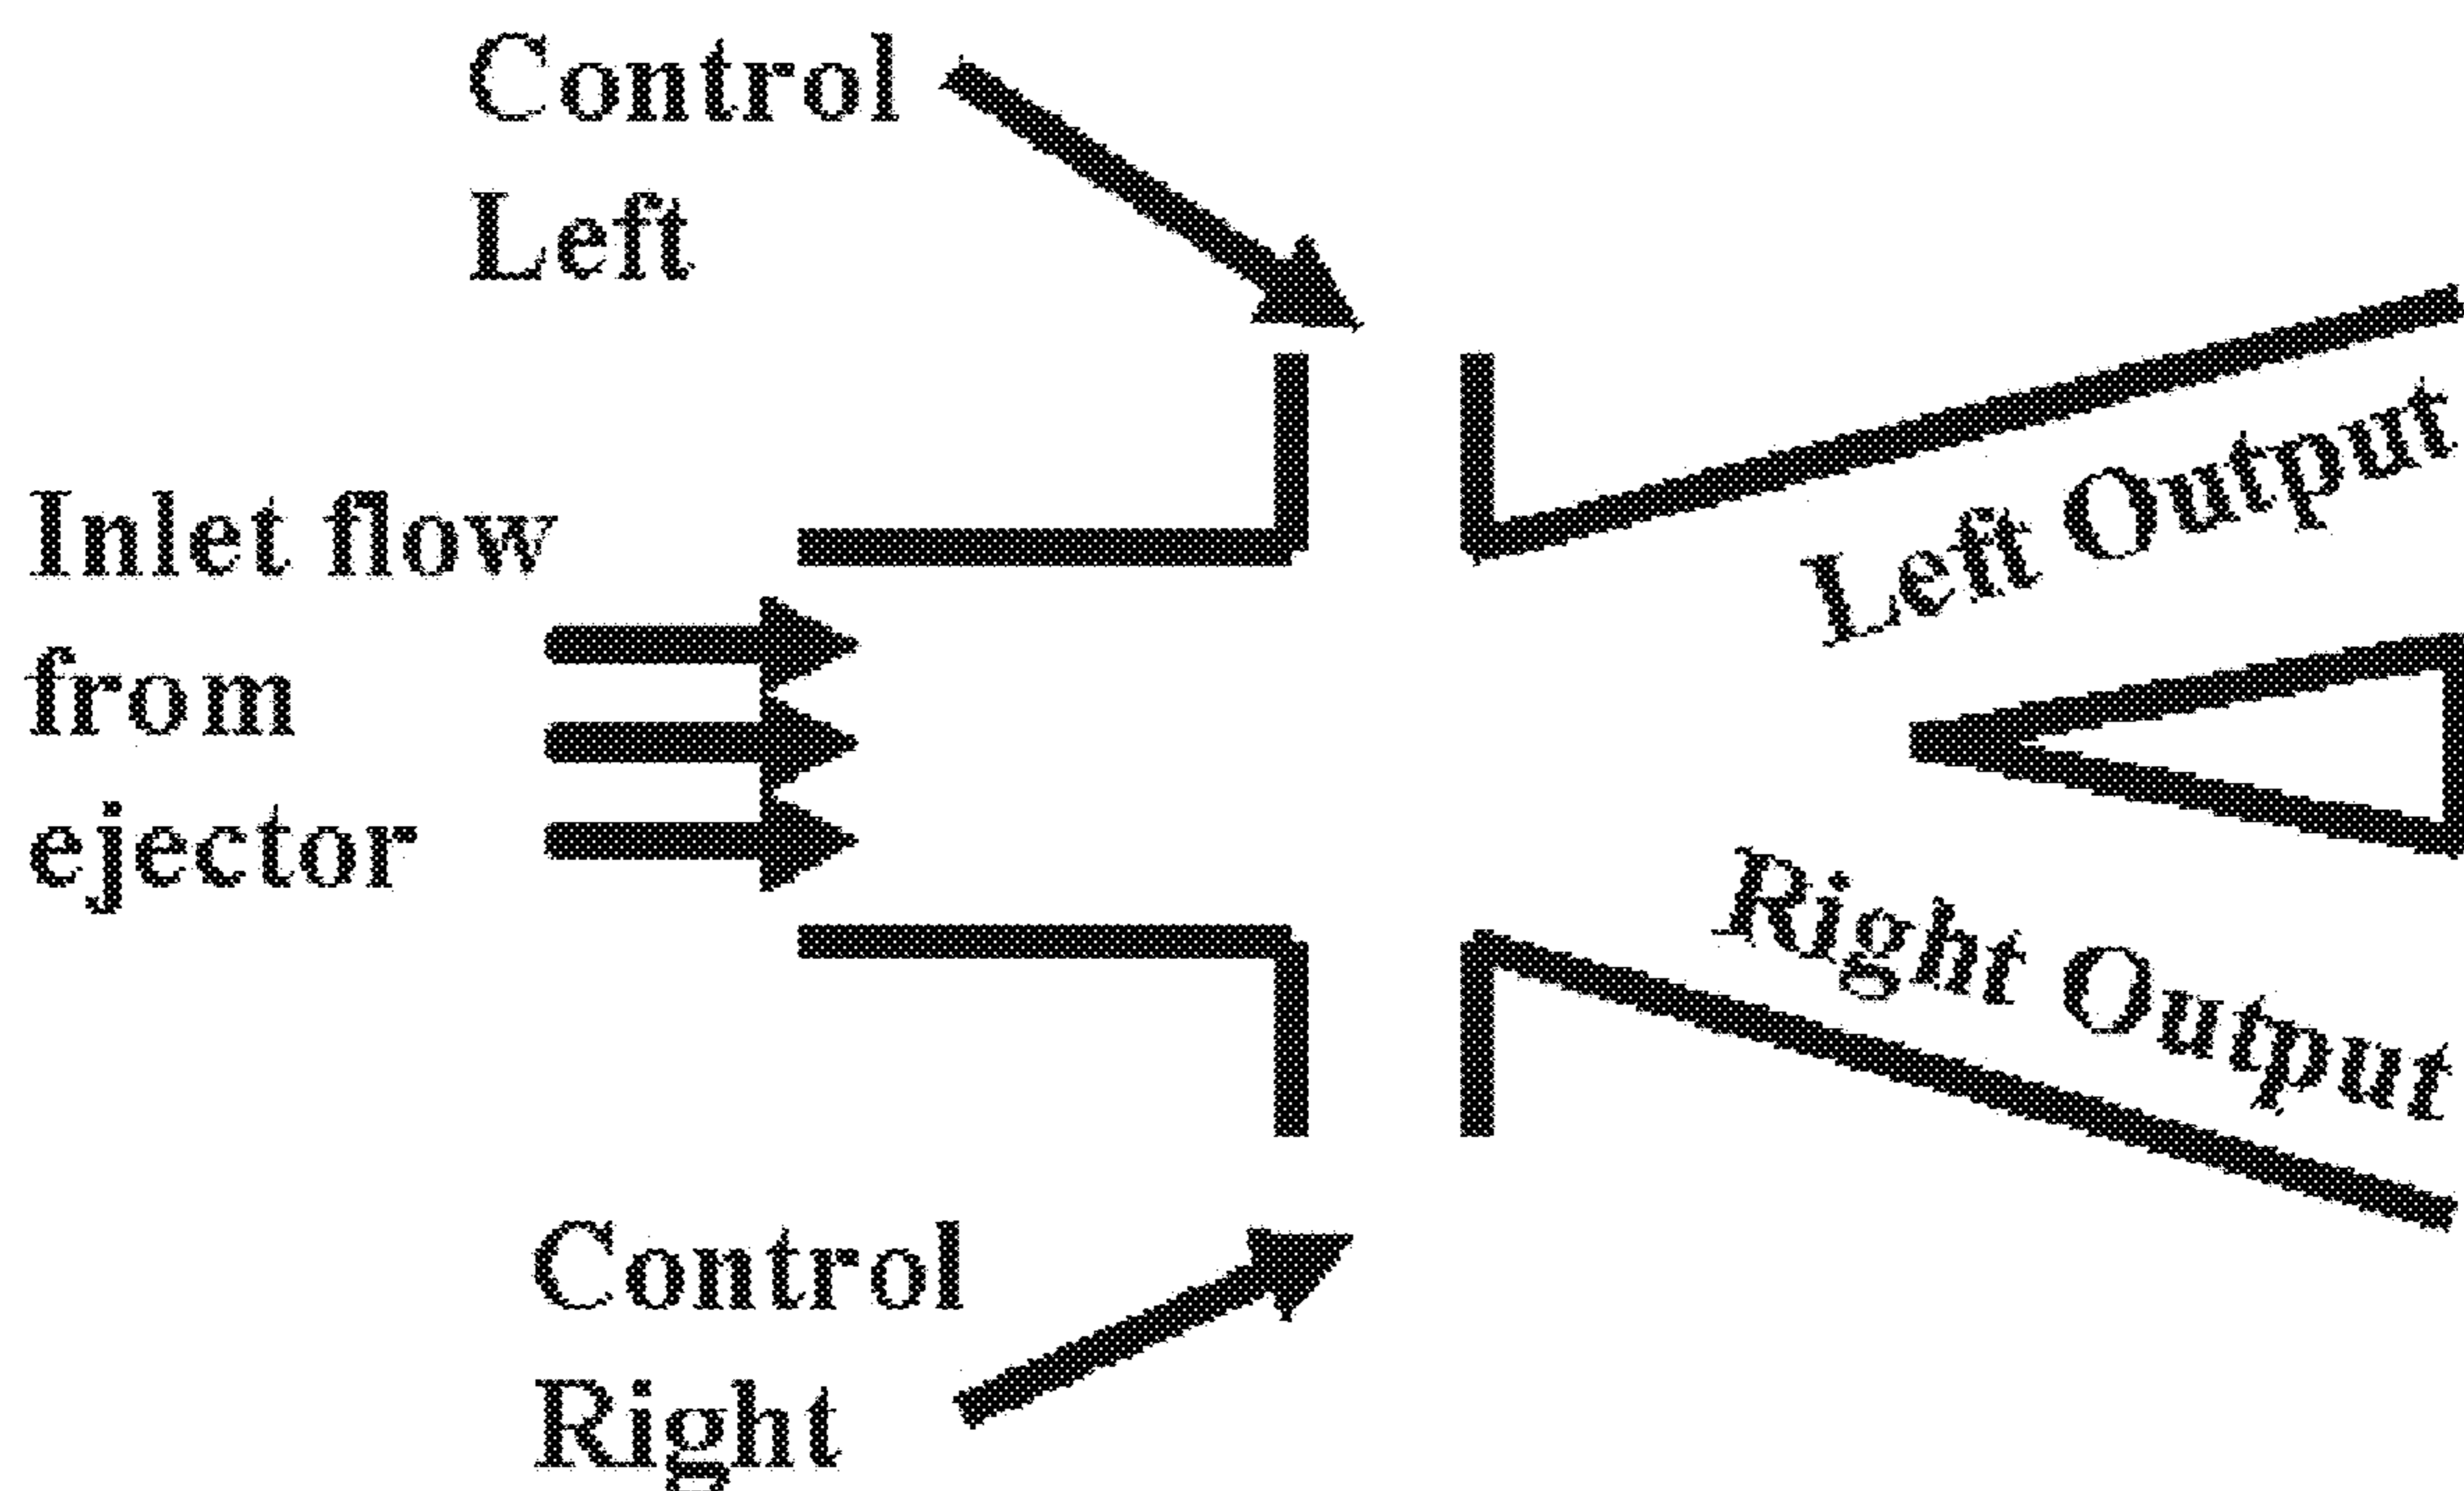 Control
Left
Inlet flow
from
ejector
Left Output
Right Output
Control
Right